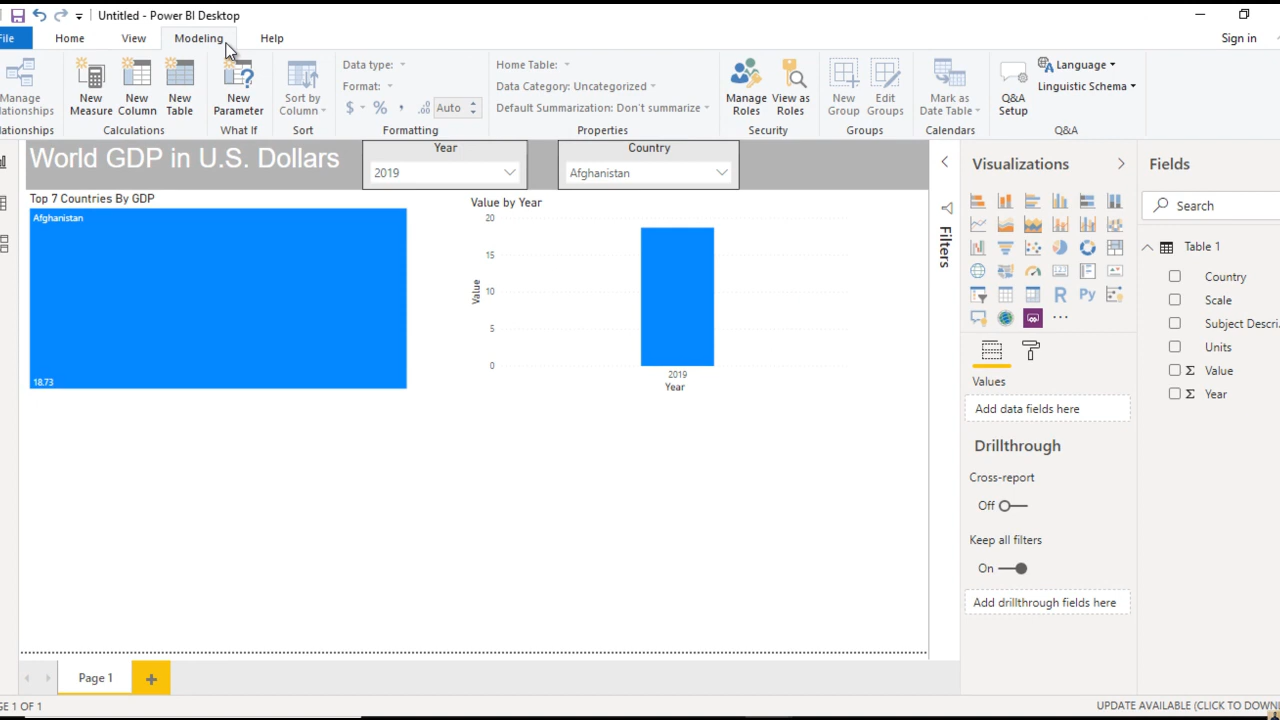 Untitled - Power BI Desktop
File Home View Modeling Help Sign in
Manage Relationships
New Measure
New Column
New Table
New Parameter
Sort by Column
Data type:
Format:
$ % , .00 Auto
Home Table:
Data Category: Uncategorized
Default Summarization: Don't summarize
Manage Roles
View as Roles
New Group
Edit Groups
Mark as Date Table
Q&A Setup
Language
Linguistic Schema
lationships Calculations What If Sort Formatting Properties Security Groups Calendars Q&A
World GDP in U.S. Dollars
Year
2019
Country
Afghanistan
Top 7 Countries By GDP
Afghanistan
18.73
Value by Year
Value
20
15
10
5
0
2019
Year
Filters
Visualizations
R Py
Values
Add data fields here
Drillthrough
Cross-report
Off
Keep all filters
On
Add drillthrough fields here
Fields
Search
Table 1
Country
Scale
Subject Descri...
Units
Σ Value
Σ Year
Page 1
GE 1 OF 1
UPDATE AVAILABLE (CLICK TO DOWN